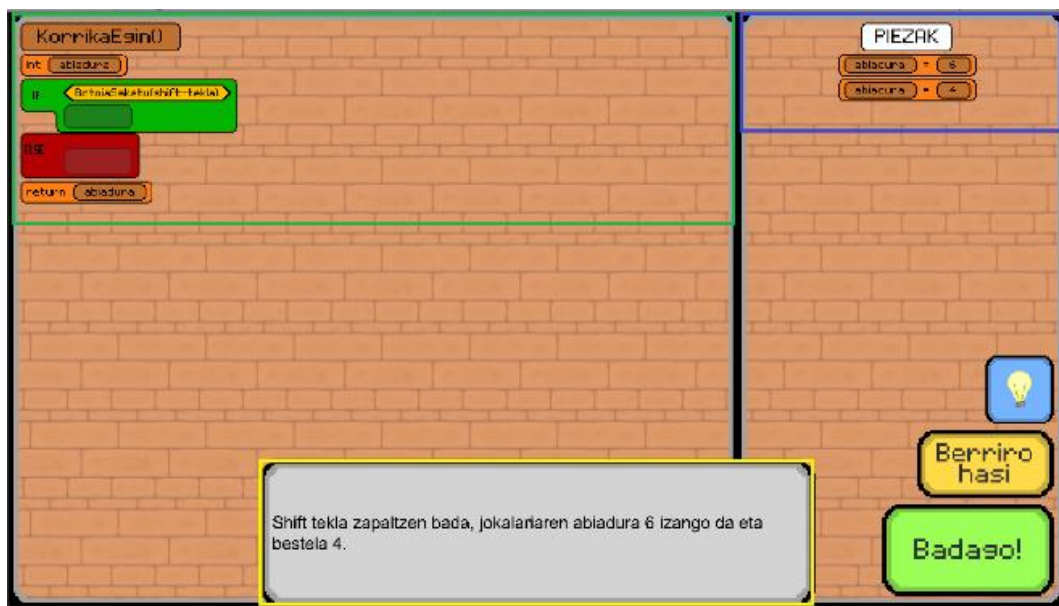 KorrikaEgin()
int abiadura
IF BotoiaSakatu(shift-tekla)
ELSE
return abiadura
PIEZAK
abiadura = 6
abiadura = 4
Shift tekla zapaltzen bada, jokalariaren abiadura 6 izango da eta
bestela 4.
Berriro
hasi
Badago!